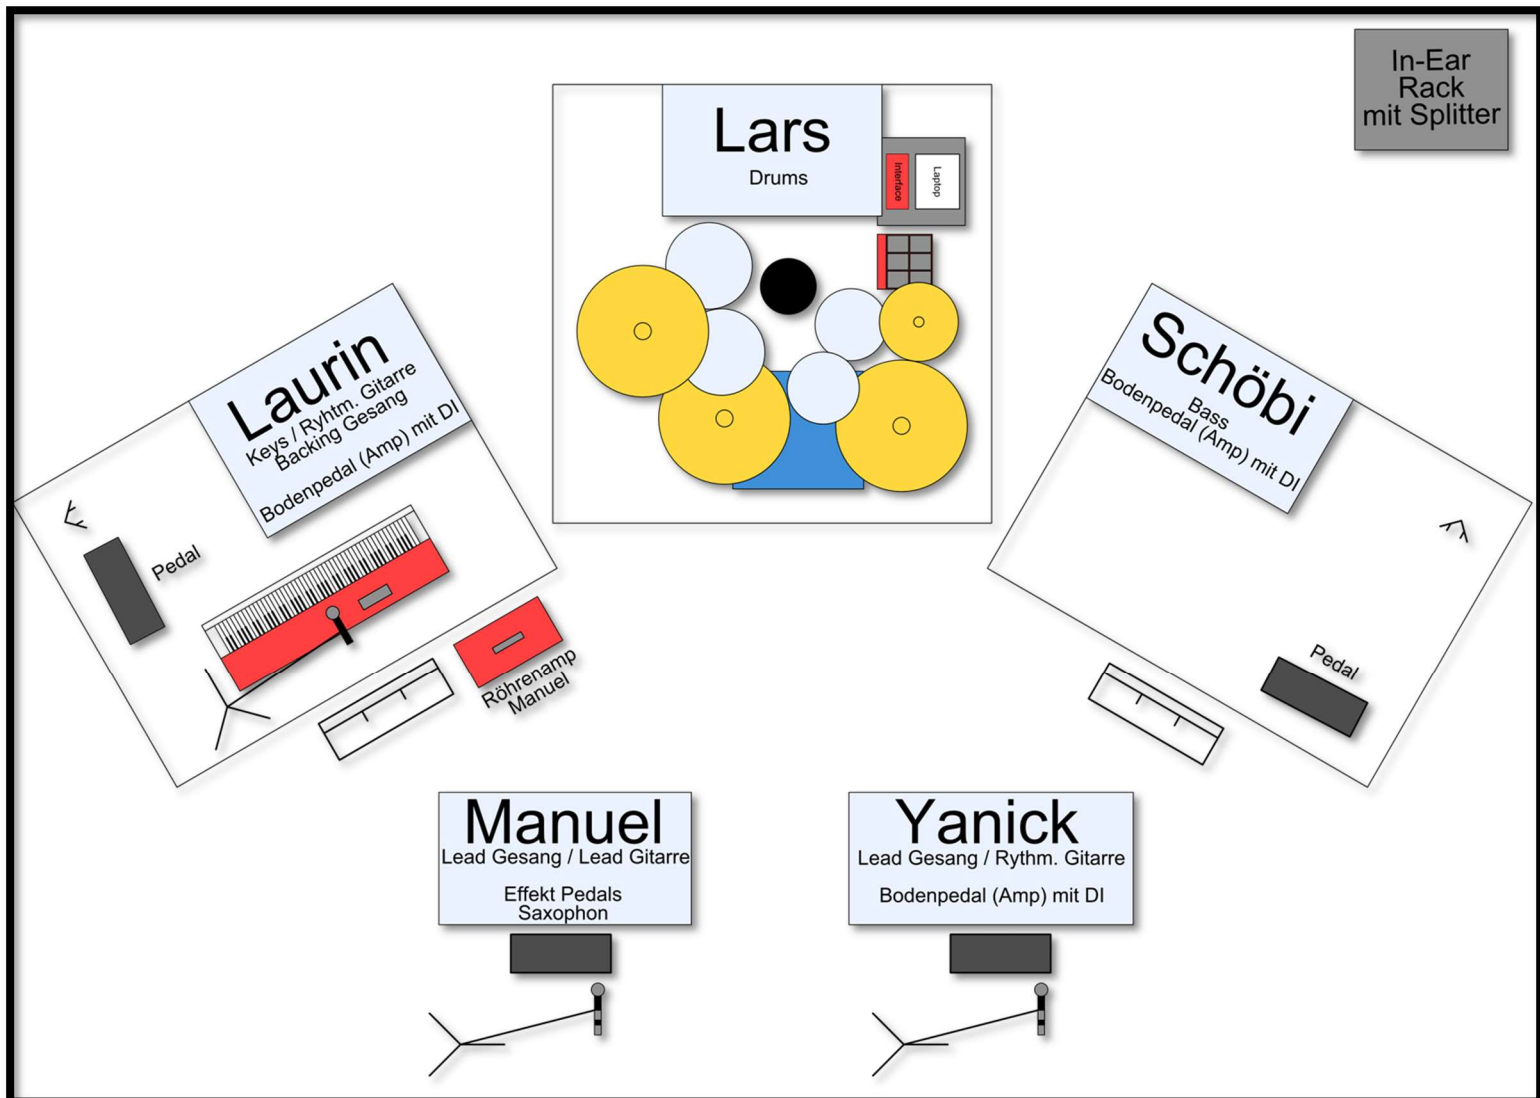 In-Ear
Rack
mit Splitter
Lars
Drums
Interface
Laptop
Laurin
Keys / Ryhtm. Gitarre
Backing Gesang
Bodenpedal (Amp) mit DI
Pedal
Röhrenamp
Manuel
Schöbi
Bass
Bodenpedal (Amp) mit DI
Pedal
Manuel
Lead Gesang / Lead Gitarre
Effekt Pedals
Saxophon
Yanick
Lead Gesang / Rythm. Gitarre
Bodenpedal (Amp) mit DI